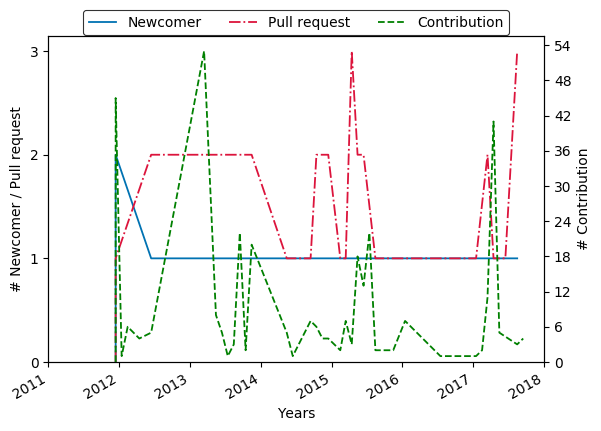 Newcomer Pull request Contribution
3
2
1
0
# Newcomer / Pull request
54
48
42
36
30
24
18
12
6
0
# Contribution
2011 2012 2013 2014 2015 2016 2017 2018
Years